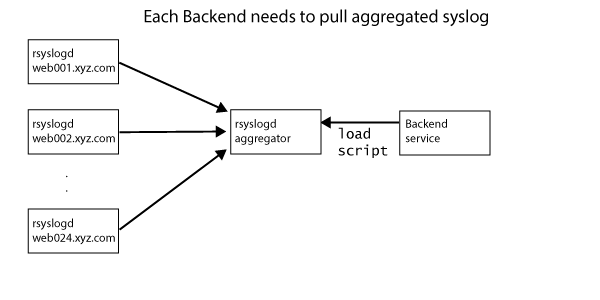 Each Backend needs to pull aggregated syslog
rsyslogd
web001.xyz.com
rsyslogd
web002.xyz.com
.
.
rsyslogd
web024.xyz.com
rsyslogd
aggregator
load
script
Backend
service